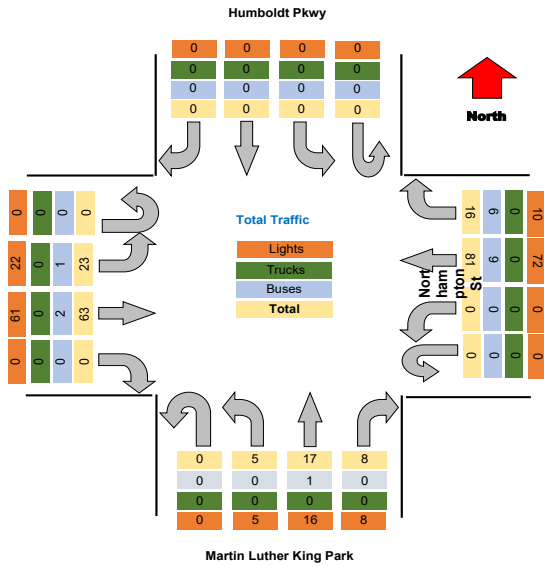 Humboldt Pkwy
0 0 0 0
0 0 0 0
0 0 0 0
0 0 0 0
North
0 0 0 0
22 0 1 23
61 0 2 63
0 0 0 0
Total Traffic
Lights
Trucks
Buses
Total
16 6 0 10
81 9 0 72
0 0 0 0
0 0 0 0
Nort
ham
pton
St
0 5 17 8
0 0 1 0
0 0 0 0
0 5 16 8
Martin Luther King Park